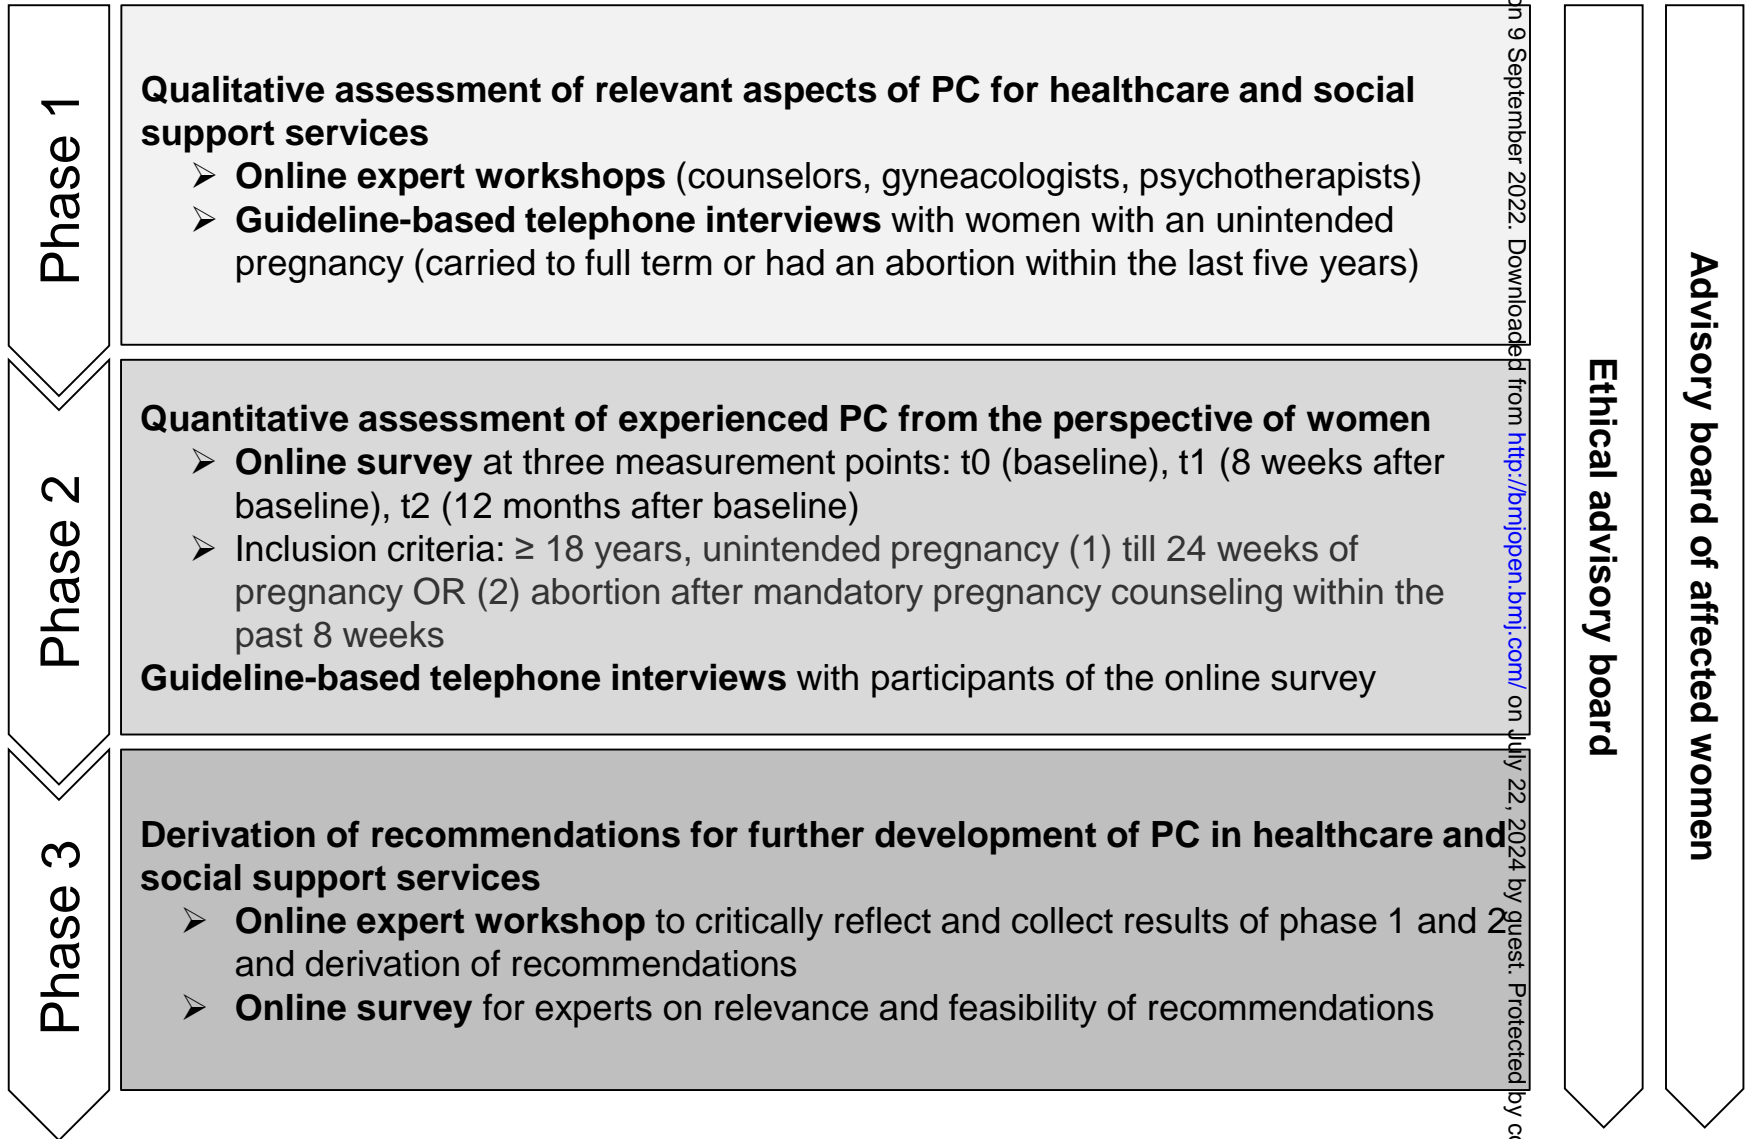 Phase 1
Qualitative assessment of relevant aspects of PC for healthcare and social
support services
➢ Online expert workshops (counselors, gyneacologists, psychotherapists)
➢ Guideline-based telephone interviews with women with an unintended
pregnancy (carried to full term or had an abortion within the last five years)
Phase 2
Quantitative assessment of experienced PC from the perspective of women
➢ Online survey at three measurement points: t0 (baseline), t1 (8 weeks after
baseline), t2 (12 months after baseline)
➢ Inclusion criteria: ≥ 18 years, unintended pregnancy (1) till 24 weeks of
pregnancy OR (2) abortion after mandatory pregnancy counseling within the
past 8 weeks
Guideline-based telephone interviews with participants of the online survey
Phase 3
Derivation of recommendations for further development of PC in healthcare and
social support services
➢ Online expert workshop to critically reflect and collect results of phase 1 and 2
and derivation of recommendations
➢ Online survey for experts on relevance and feasibility of recommendations
on 9 September 2022. Downloaded from http://bmjopen.bmj.com/ on July 22, 2024 by guest. Protected by
Ethical advisory board
Advisory board of affected women